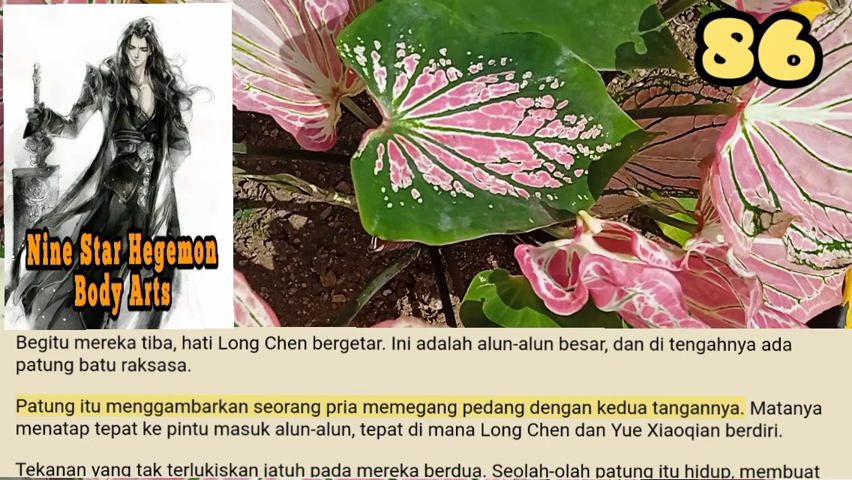 86
Nine Star Hegemon
Body Arts
Begitu mereka tiba, hati Long Chen bergetar. Ini adalah alun-alun besar, dan di tengahnya ada
patung batu raksasa.
Patung itu menggambarkan seorang pria memegang pedang dengan kedua tangannya. Matanya
menatap tepat ke pintu masuk alun-alun, tepat di mana Long Chen dan Yue Xiaoqian berdiri.
Tekanan yang tak terlukiskan jatuh pada mereka berdua. Seolah-olah patung itu hidup, membuat